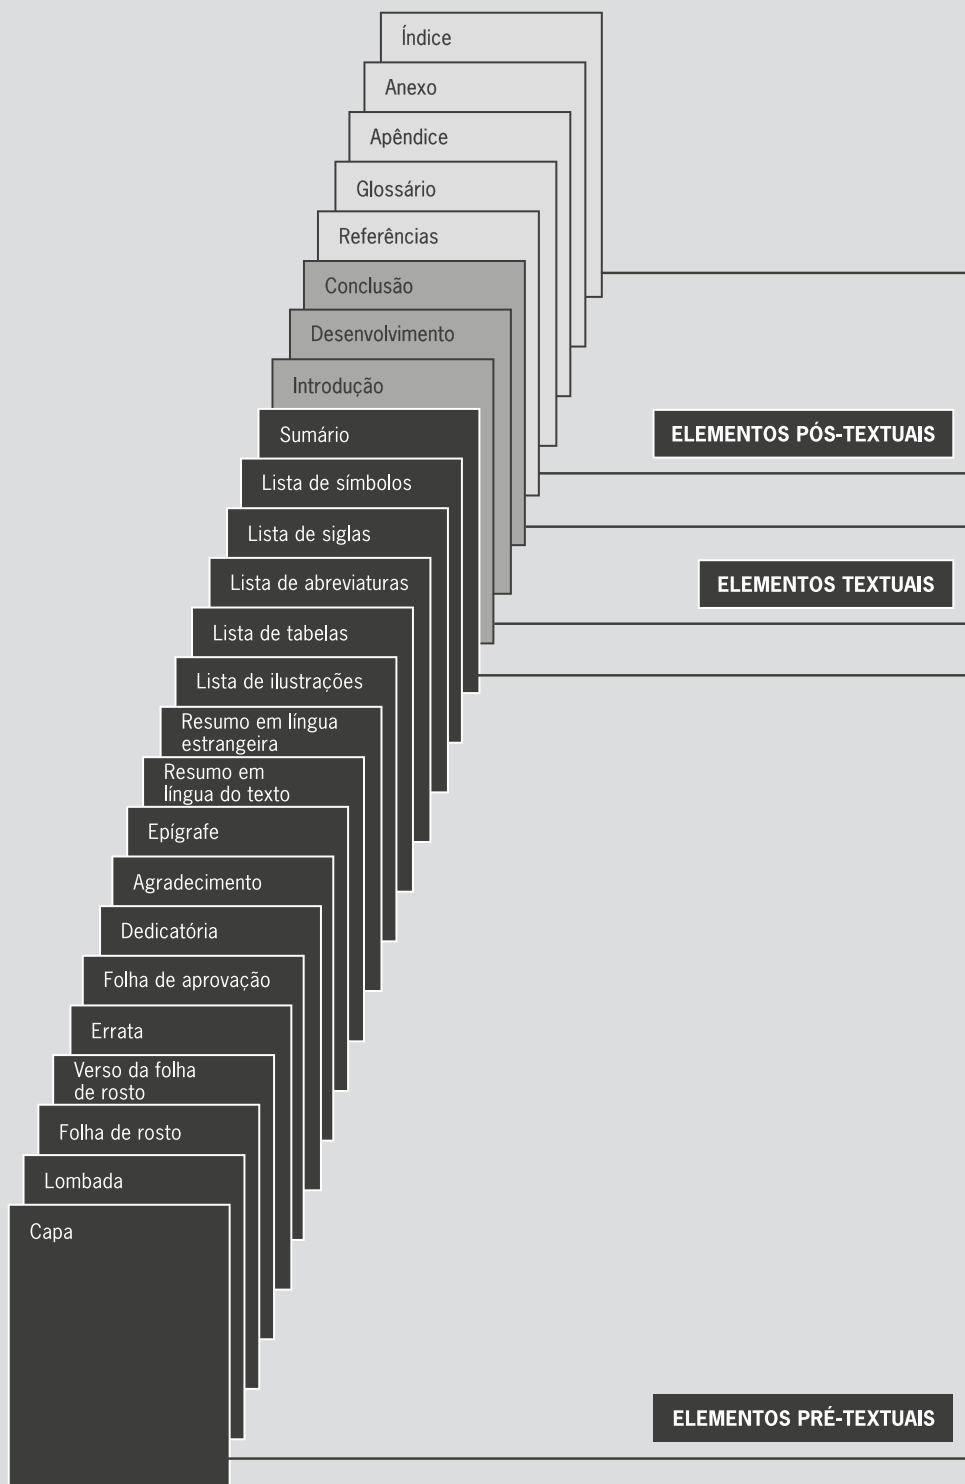 Índice
Anexo
Apêndice
Glossário
Referências
Conclusão
Desenvolvimento
Introdução
Sumário
Lista de símbolos
Lista de siglas
Lista de abreviaturas
Lista de tabelas
Lista de ilustrações
Resumo em língua
estrangeira
Resumo em
língua do texto
Epígrafe
Agradecimento
Dedicatória
Folha de aprovação
Errata
Verso da folha
de rosto
Folha de rosto
Lombada
Capa
ELEMENTOS PÓS-TEXTUAIS
ELEMENTOS TEXTUAIS
ELEMENTOS PRÉ-TEXTUAIS